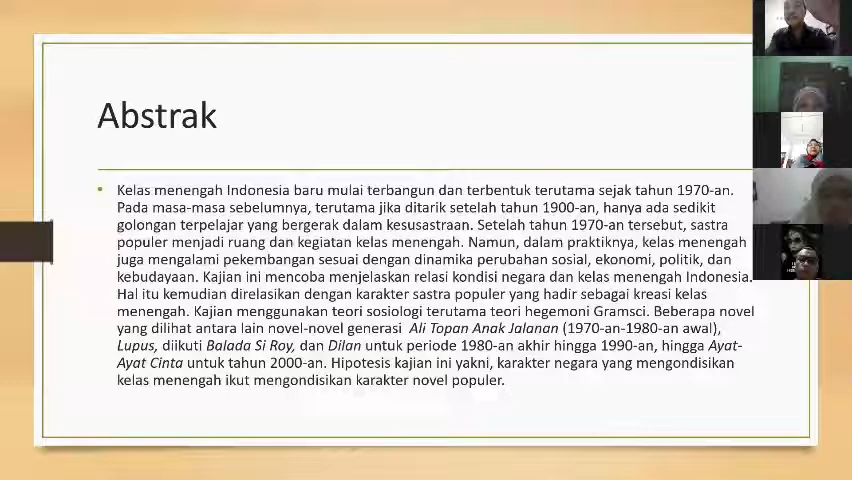 Abstrak
• Kelas menengah Indonesia baru mulai terbangun dan terbentuk terutama sejak tahun 1970-an.
Pada masa-masa sebelumnya, terutama jika ditarik setelah tahun 1900-an, hanya ada sedikit
golongan terpelajar yang bergerak dalam kesusastraan. Setelah tahun 1970-an tersebut, sastra
populer menjadi ruang dan kegiatan kelas menengah. Namun, dalam praktiknya, kelas menengah
juga mengalami pekembangan sesuai dengan dinamika perubahan sosial, ekonomi, politik, dan
kebudayaan. Kajian ini mencoba menjelaskan relasi kondisi negara dan kelas menengah Indonesia.
Hal itu kemudian direlasikan dengan karakter sastra populer yang hadir sebagai kreasi kelas
menengah. Kajian menggunakan teori sosiologi terutama teori hegemoni Gramsci. Beberapa novel
yang dilihat antara lain novel-novel generasi Ali Topan Anak Jalanan (1970-an-1980-an awal),
Lupus, diikuti Balada Si Roy, dan Dilan untuk periode 1980-an akhir hingga 1990-an, hingga Ayat-
Ayat Cinta untuk tahun 2000-an. Hipotesis kajian ini yakni, karakter negara yang mengondisikan
kelas menengah ikut mengondisikan karakter novel populer.